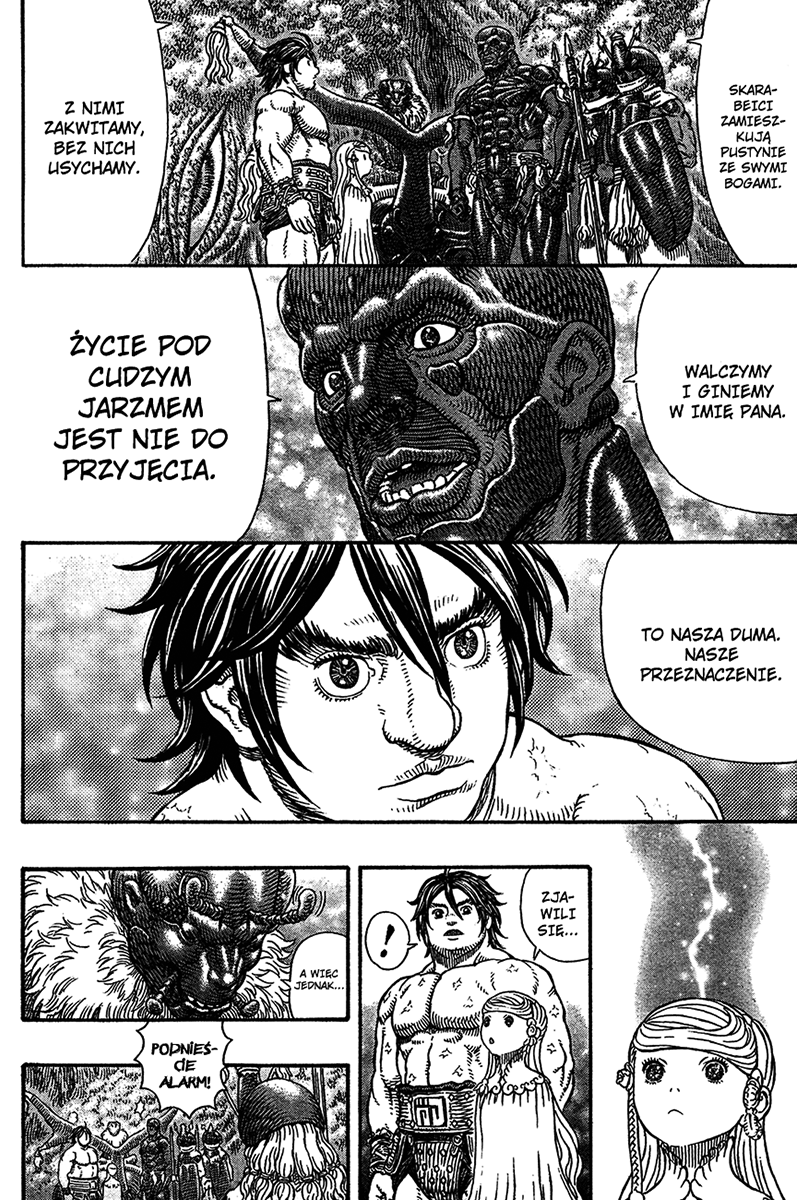 SKARA-
BEICI
ZAMIESZ-
KUJĄ
PUSTYNIE
ZE SWYMI
BOGAMI.
Z NIMI
ZAKWITAMY,
BEZ NICH
USYCHAMY.
WALCZYMY
I GINIEMY
W IMIĘ PANA.
ŻYCIE POD
CUDZYM
JARZMEM
JEST NIE DO
PRZYJĘCIA.
TO NASZA DUMA.
NASZE
PRZEZNACZENIE.
ZJA-
WILI
SIĘ...
!
A WIĘC
JEDNAK...
PODNIEŚ-
CIE
ALARM!